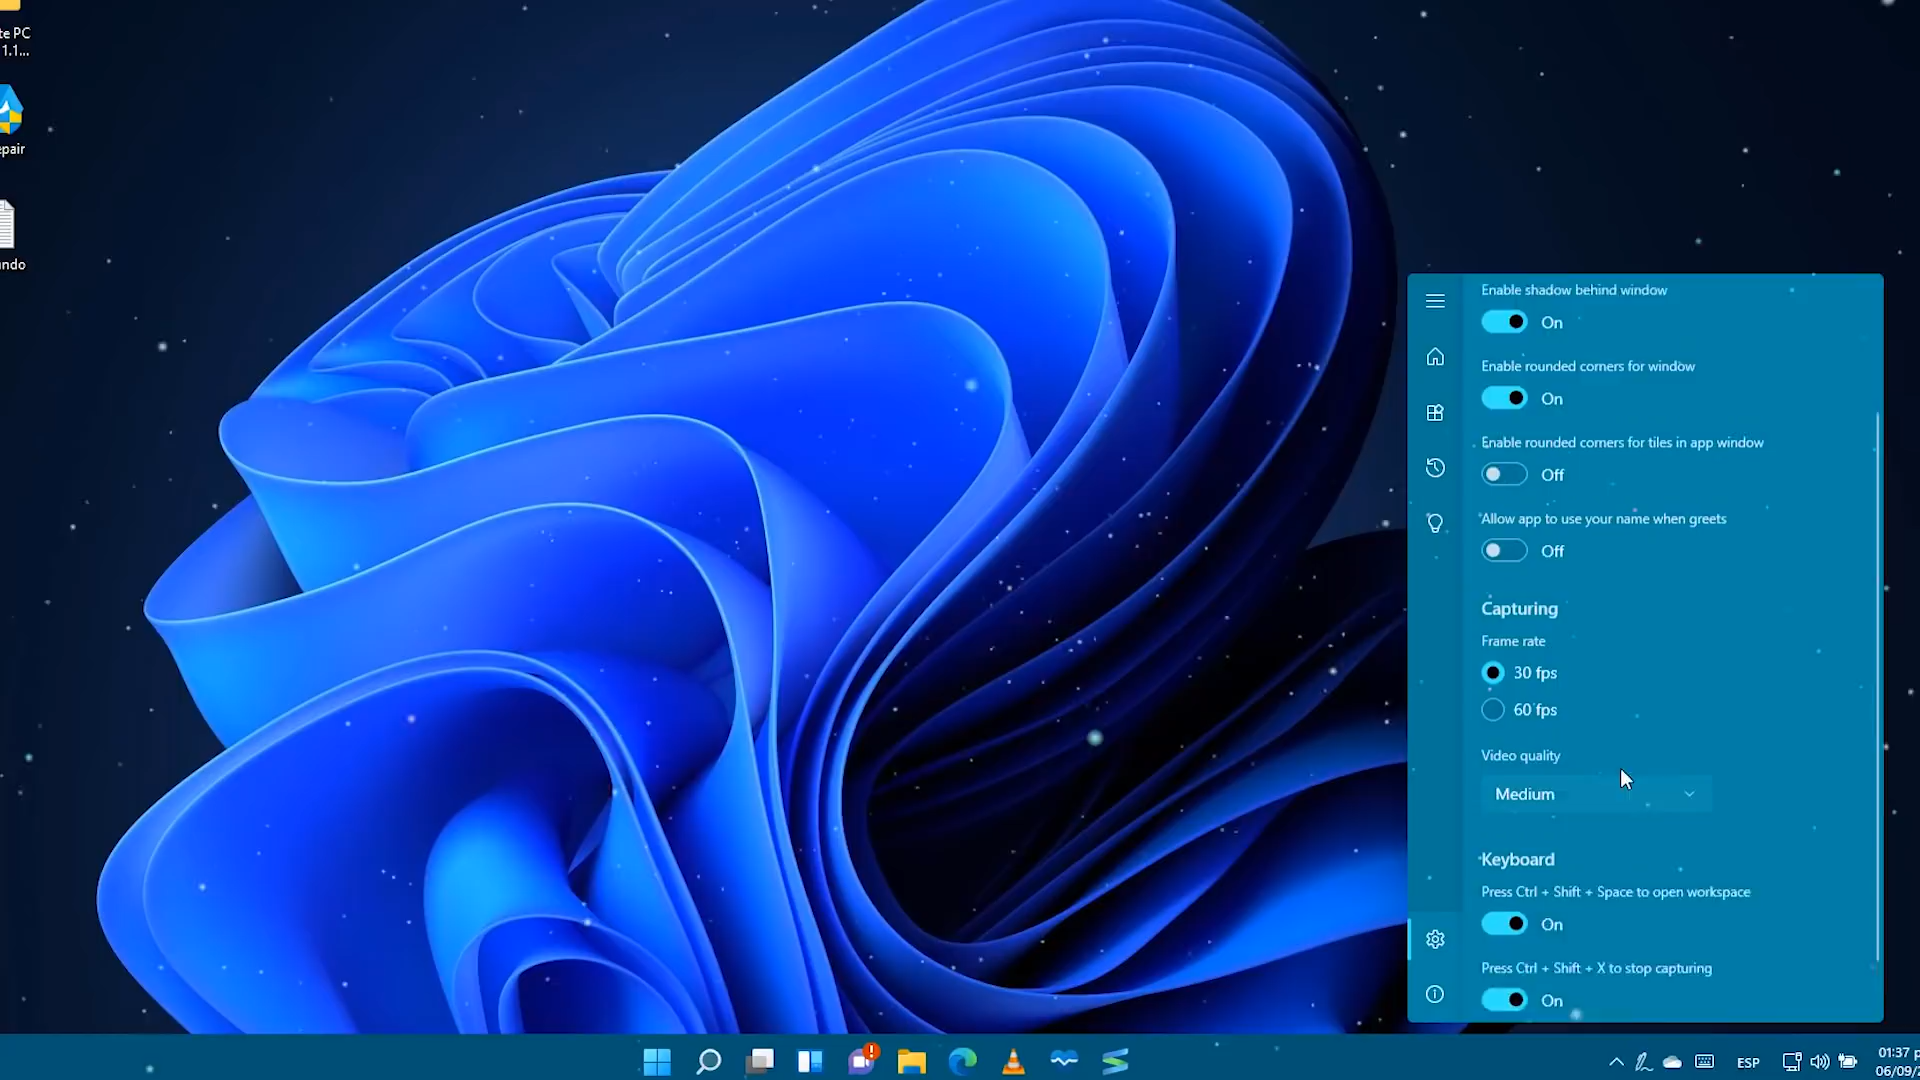 te PC
1.1...
epair
undo
Enable shadow behind window
On
Enable rounded corners for window
On
Enable rounded corners for tiles in app window
Off
Allow app to use your name when greets
Off
Capturing
Frame rate
30 fps
60 fps
Video quality
Medium
Keyboard
Press Ctrl + Shift + Space to open workspace
On
Press Ctrl + Shift + X to stop capturing
On
ESP
01:37 p
06/09/2